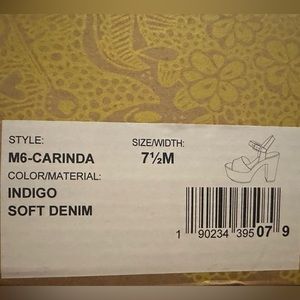 STYLE: SIZE/WIDTH:
M6-CARINDA 7½M
COLOR/MATERIAL:
INDIGO
SOFT DENIM
1 90234 39507 9